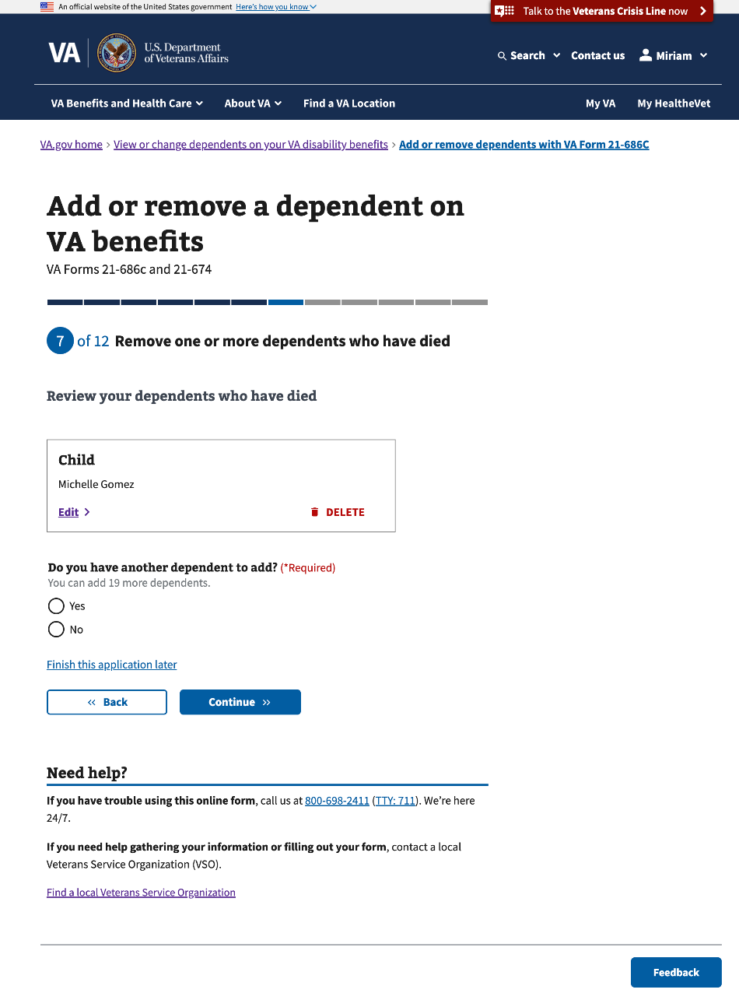 An official website of the United States government Here's how you know
Talk to the Veterans Crisis Line now
VA
U.S. Department
of Veterans Affairs
Search
Contact us
Miriam
VA Benefits and Health Care
About VA
Find a VA Location
My VA
My HealtheVet
VA.gov home > View or change dependents on your VA disability benefits > Add or remove dependents with VA Form 21-686C
Add or remove a dependent on
VA benefits
VA Forms 21-686c and 21-674
7 of 12 Remove one or more dependents who have died
Review your dependents who have died
Child
Michelle Gomez
Edit
DELETE
Do you have another dependent to add? (*Required)
You can add 19 more dependents.
Yes
No
Finish this application later
Back
Continue
Need help?
If you have trouble using this online form, call us at 800-698-2411 (TTY: 711). We're here
24/7.
If you need help gathering your information or filling out your form, contact a local
Veterans Service Organization (VSO).
Find a local Veterans Service Organization
Feedback